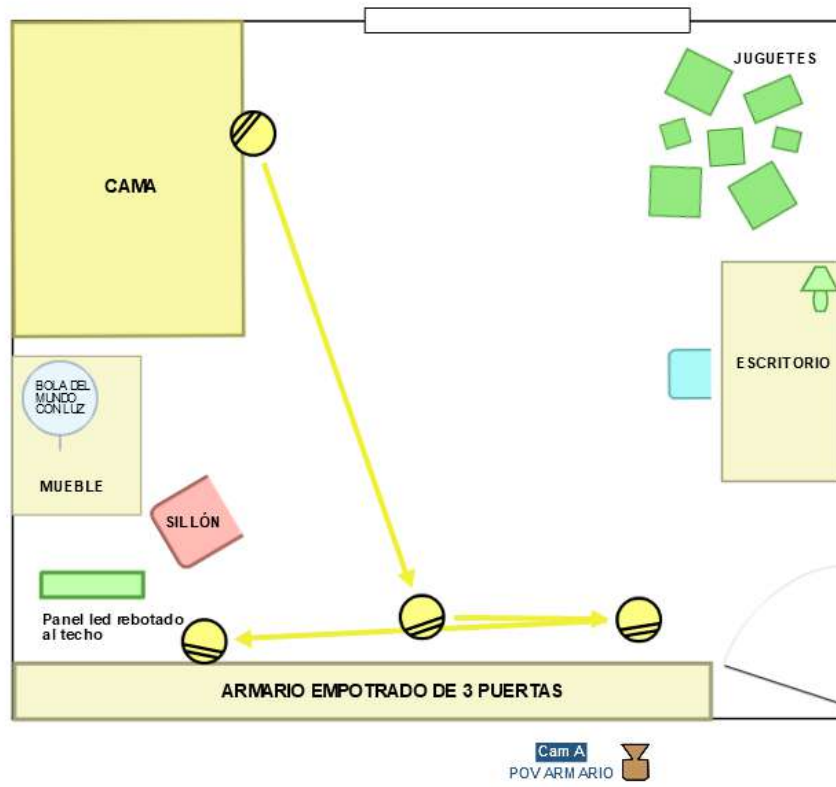 JUGUETES
CAMA
ESCRITORIO
BOLA DEL
MUNDO
CON LUZ
MUEBLE
SILLÓN
Panel led rebotado
al techo
ARMARIO EMPOTRADO DE 3 PUERTAS
Cam A
POV ARMARIO